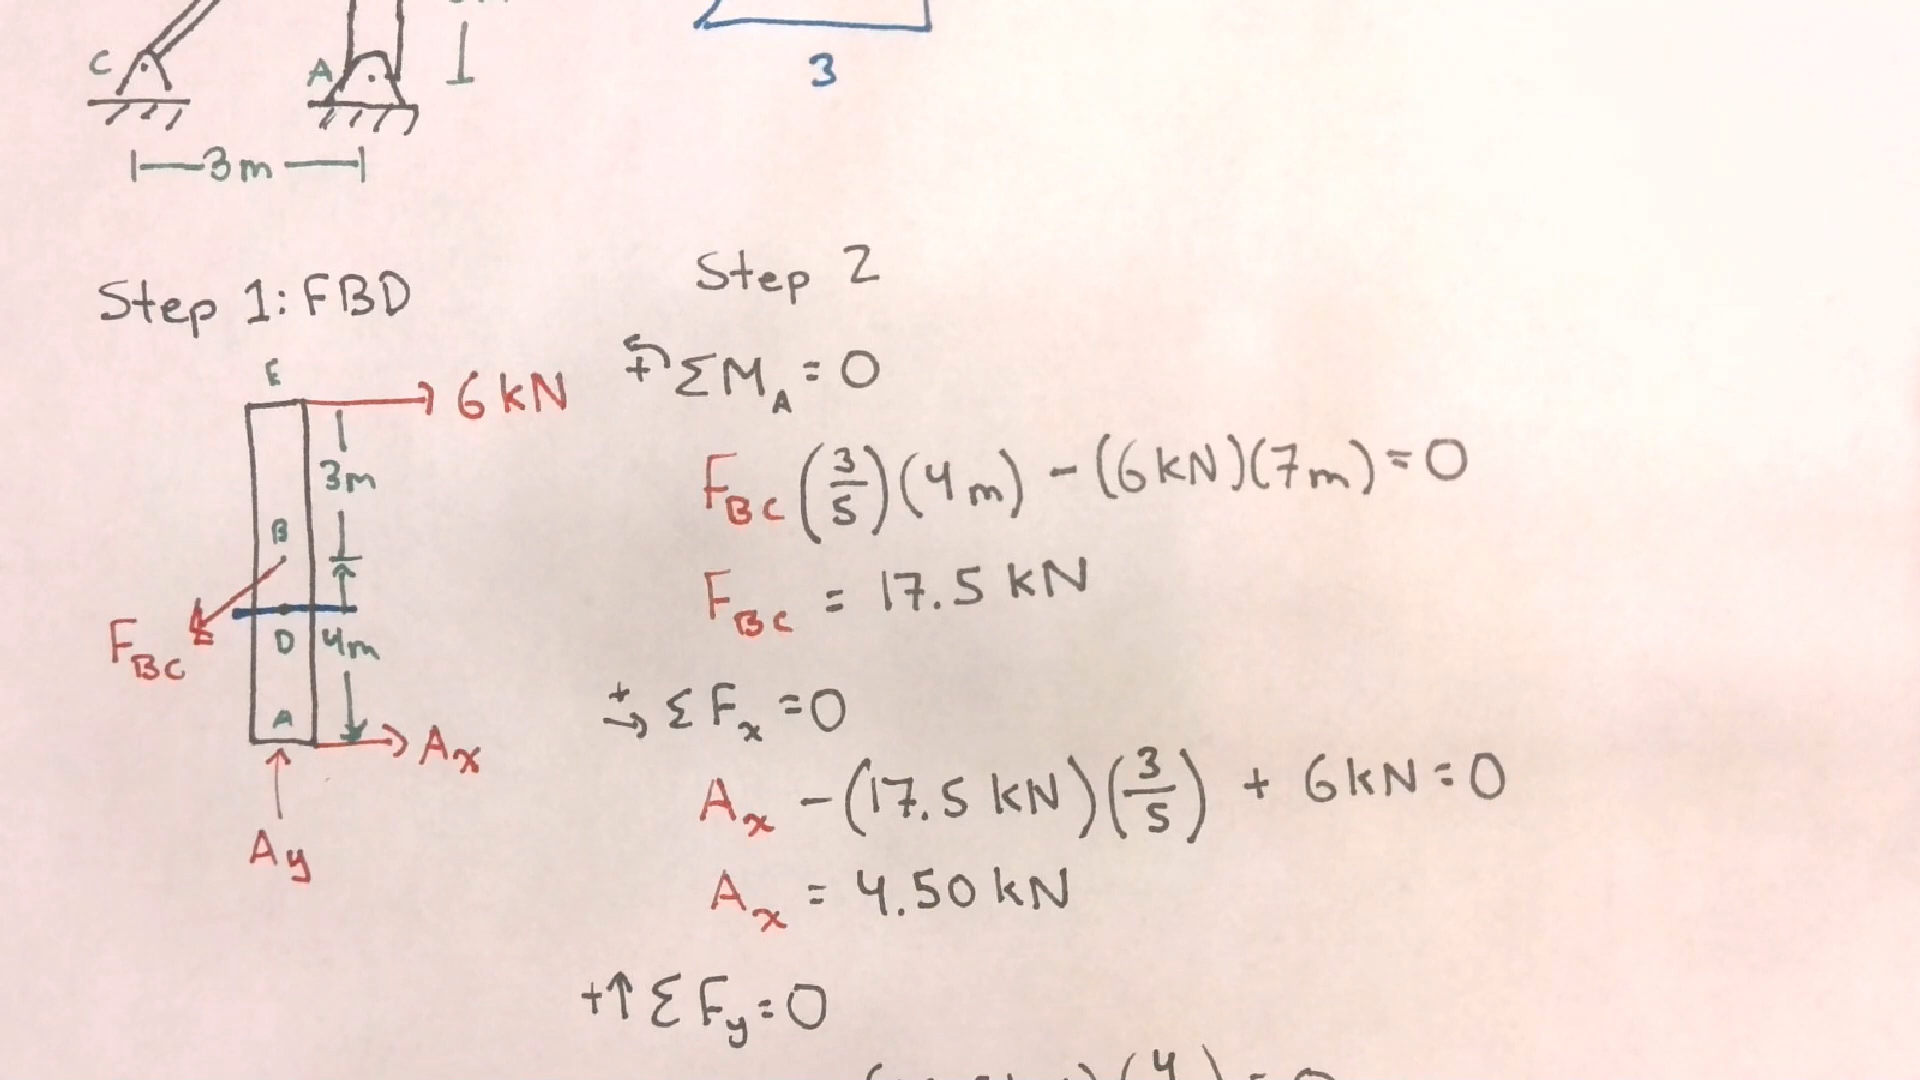 C
A
3
|—3m—|
Step 1: FBD
E
6 kN
3m
B
F_BC
D
4m
A
A_x
A_y
Step 2
+↶ ΣM_A = 0
F_BC (3/5)(4m) - (6 kN)(7m) = 0
F_BC = 17.5 kN
+→ ΣF_x = 0
A_x - (17.5 kN)(3/5) + 6 kN = 0
A_x = 4.50 kN
+↑ ΣF_y = 0